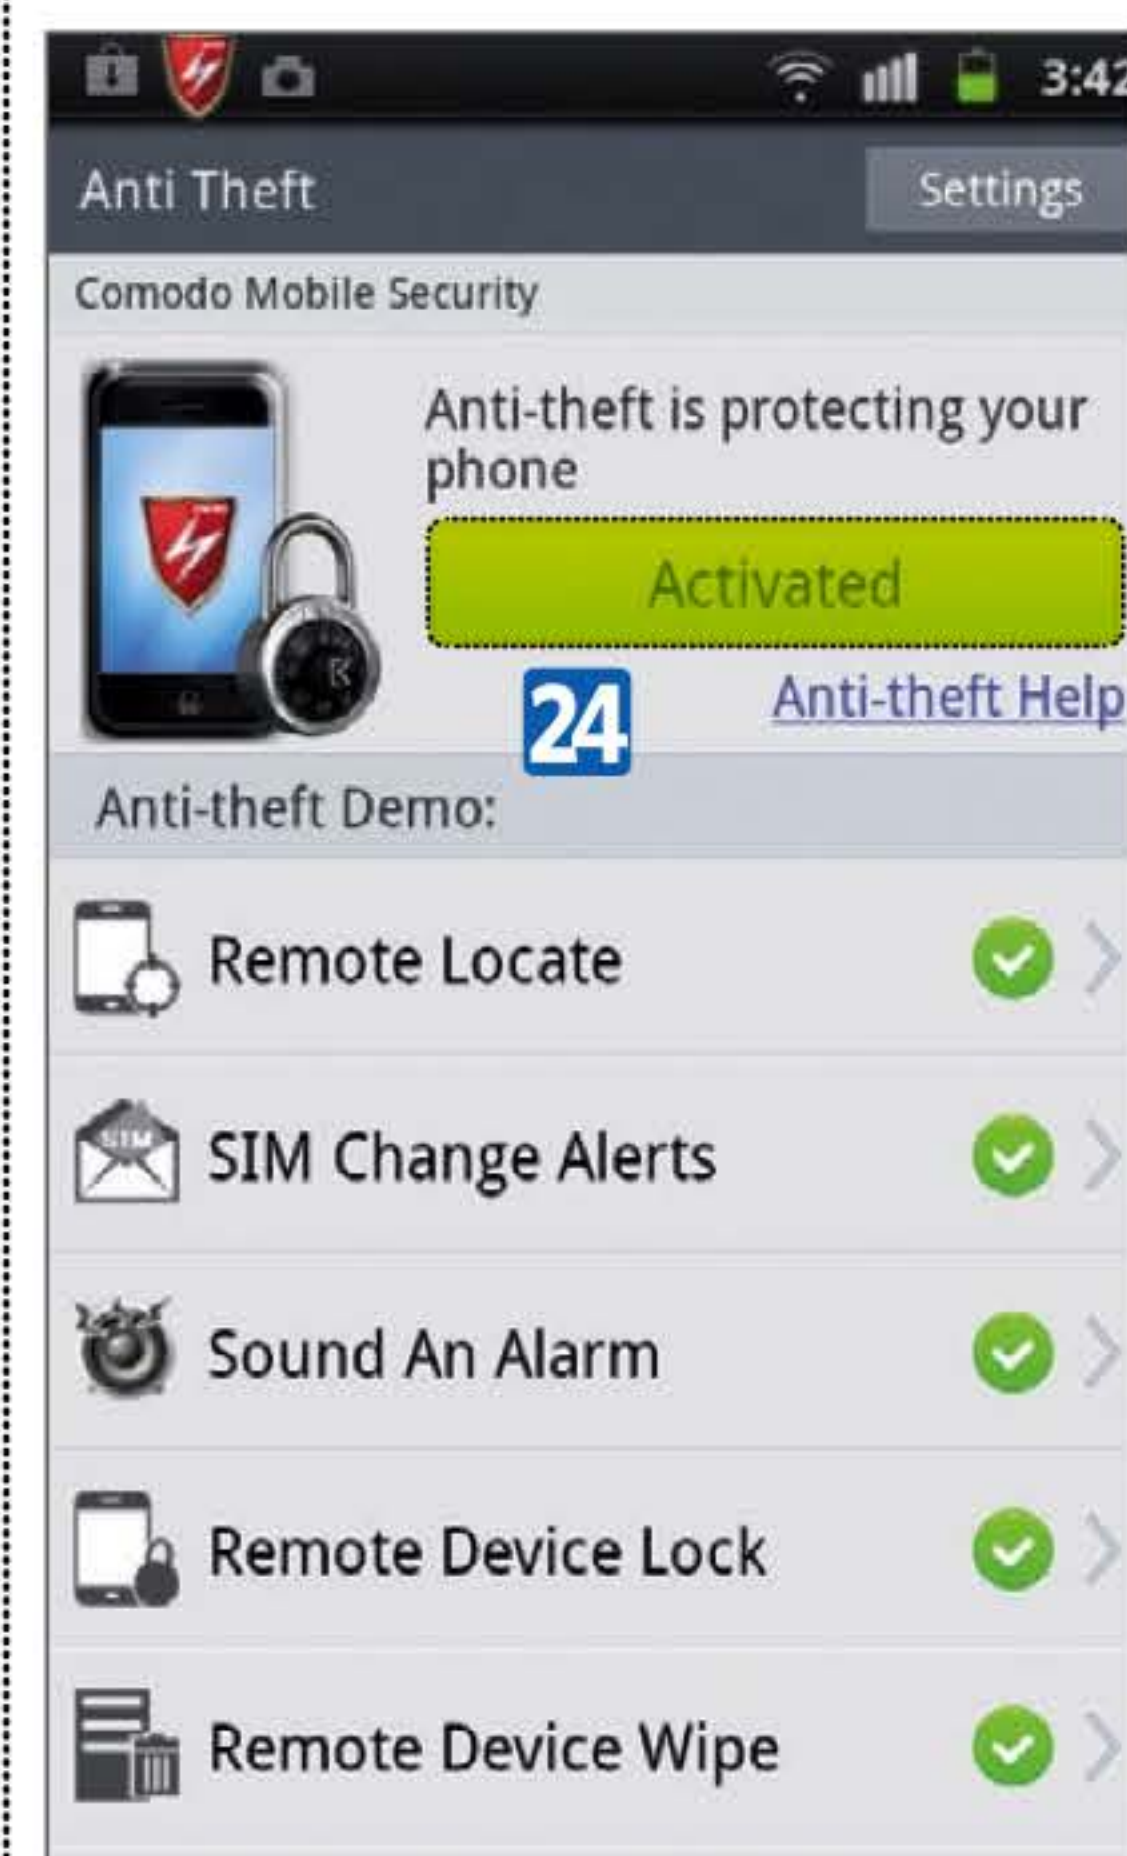 3:42
Anti Theft
Settings
Comodo Mobile Security
Anti-theft is protecting your
phone
Activated
24
Anti-theft Help
Anti-theft Demo:
Remote Locate
SIM
SIM Change Alerts
Sound An Alarm
Remote Device Lock
Remote Device Wipe